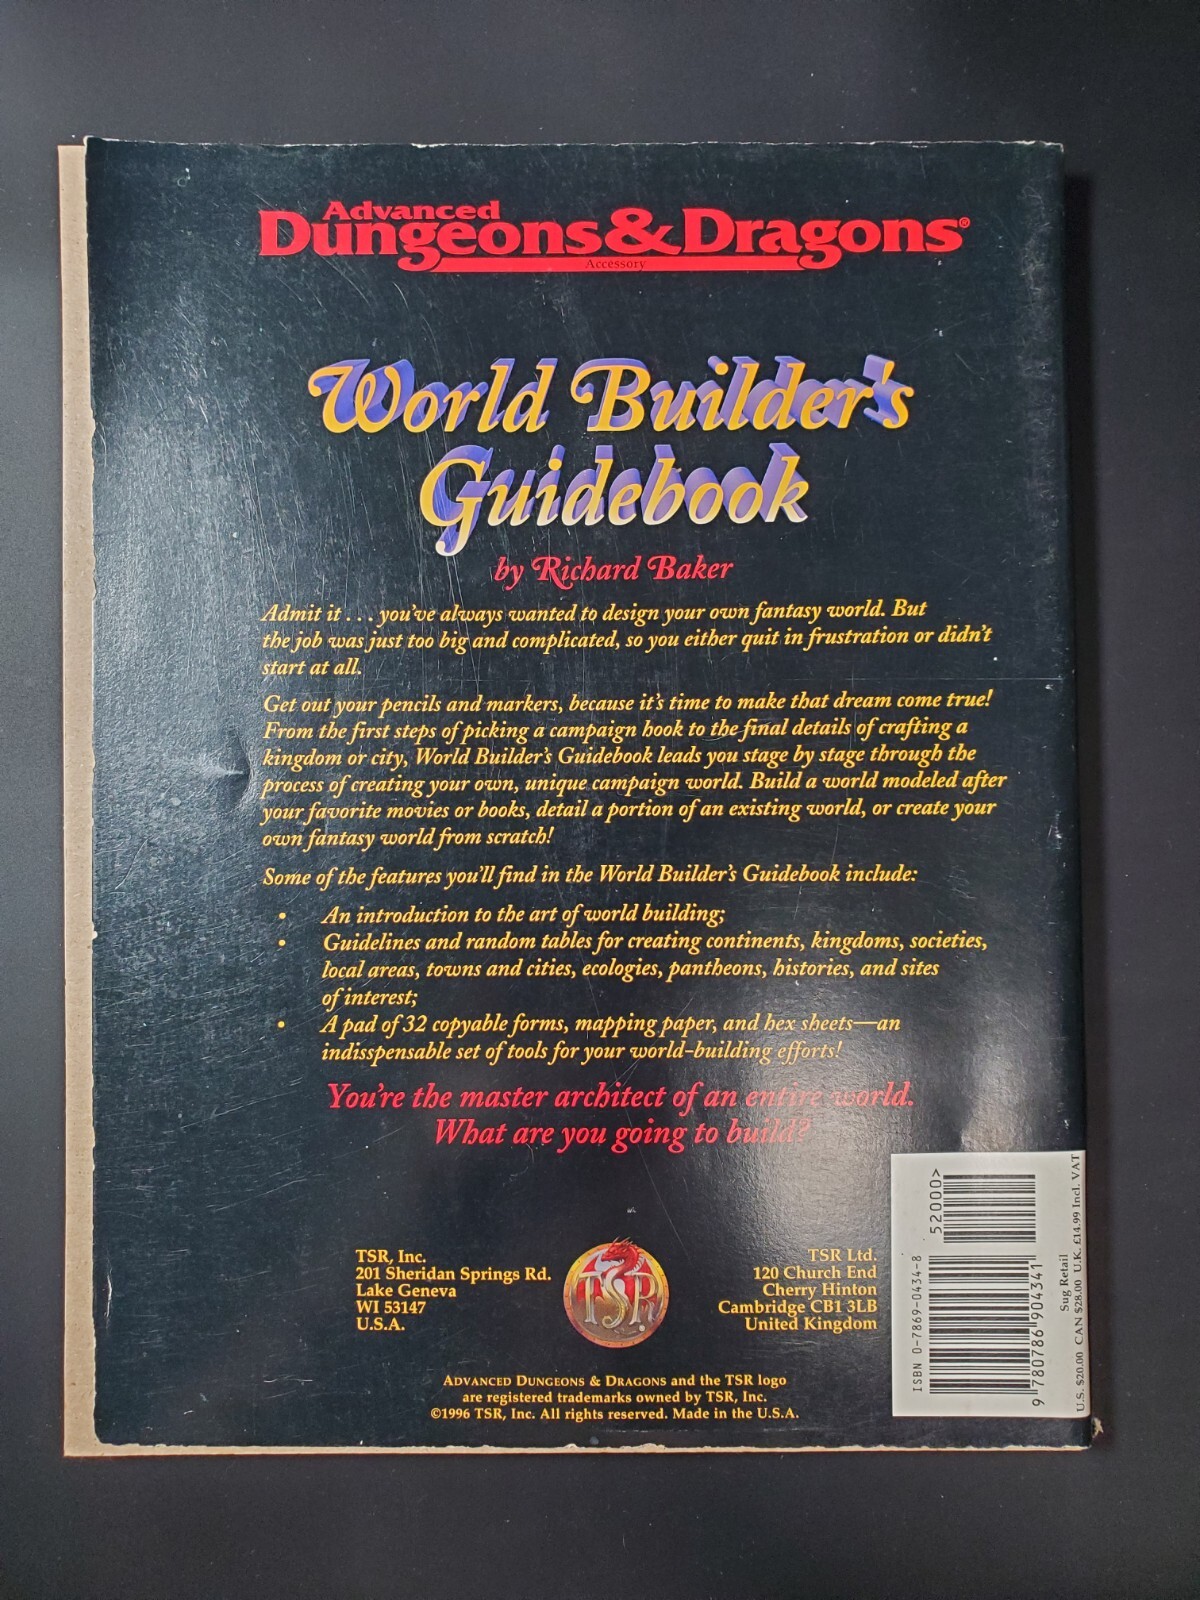 Advanced
Dungeons & Dragons®
Accessory
World Builder's
Guidebook
by Richard Baker
Admit it . . . you've always wanted to design your own fantasy world. But
the job was just too big and complicated, so you either quit in frustration or didn't
start at all.
Get out your pencils and markers, because it's time to make that dream come true!
From the first steps of picking a campaign hook to the final details of crafting a
kingdom or city, World Builder's Guidebook leads you stage by stage through the
process of creating your own, unique campaign world. Build a world modeled after
your favorite movies or books, detail a portion of an existing world, or create your
own fantasy world from scratch!
Some of the features you'll find in the World Builder's Guidebook include:
• An introduction to the art of world building;
• Guidelines and random tables for creating continents, kingdoms, societies,
local areas, towns and cities, ecologies, pantheons, histories, and sites
of interest;
• A pad of 32 copyable forms, mapping paper, and hex sheets—an
indisspensable set of tools for your world-building efforts!
You're the master architect of an entire world.
What are you going to build?
TSR, Inc.
201 Sheridan Springs Rd.
Lake Geneva
WI 53147
U.S.A.
TSR
TSR Ltd.
120 Church End
Cherry Hinton
Cambridge CB1 3LB
United Kingdom
ADVANCED DUNGEONS & DRAGONS and the TSR logo
are registered trademarks owned by TSR, Inc.
©1996 TSR, Inc. All rights reserved. Made in the U.S.A.
52000>
ISBN 0-7869-0434-8
9 780786 904341
Sug Retail
U.S. $20.00 CAN $28.00 U.K. £14.99 Incl. VAT